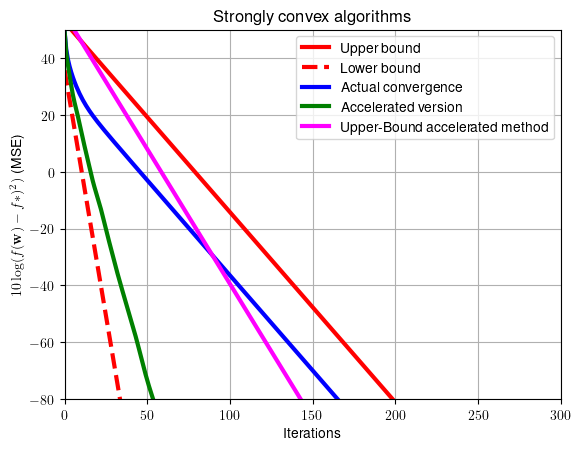 Strongly convex algorithms
10 log(f(w) − f*)²) (MSE)
40
20
0
−20
−40
−60
−80
0 50 100 150 200 250 300
Iterations
Upper bound
Lower bound
Actual convergence
Accelerated version
Upper-Bound accelerated method